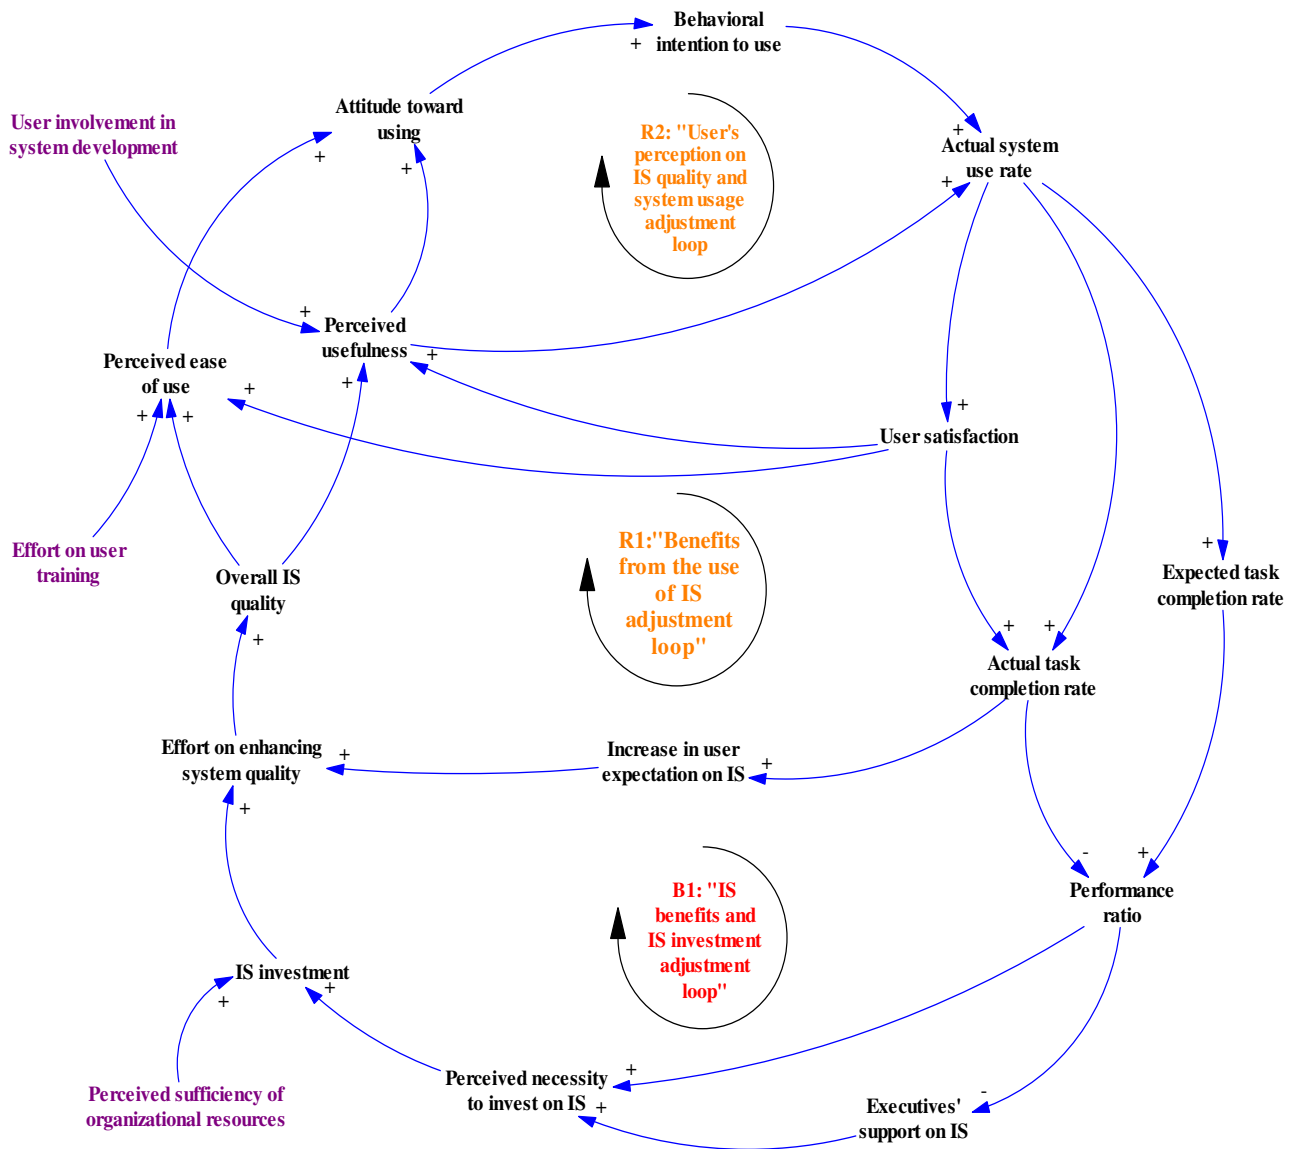 Behavioral
intention to use
+
Attitude toward
using
+
+
User involvement in
system development
R2: "User's
perception on
IS quality and
system usage
adjustment
loop
+
Actual system
use rate
+
+
Perceived
usefulness
+
+
Perceived ease
of use
+
+
+
+
User satisfaction
Effort on user
training
Overall IS
quality
+
R1:"Benefits
from the use
of IS
adjustment
loop"
+
Expected task
completion rate
+
+
Actual task
completion rate
Effort on enhancing
system quality
+
+
Increase in user
expectation on IS
+
-
+
Performance
ratio
B1: "IS
benefits and
IS investment
adjustment
loop"
IS investment
+
+
Perceived sufficiency of
organizational resources
Perceived necessity
to invest on IS
+
+
-
Executives'
support on IS